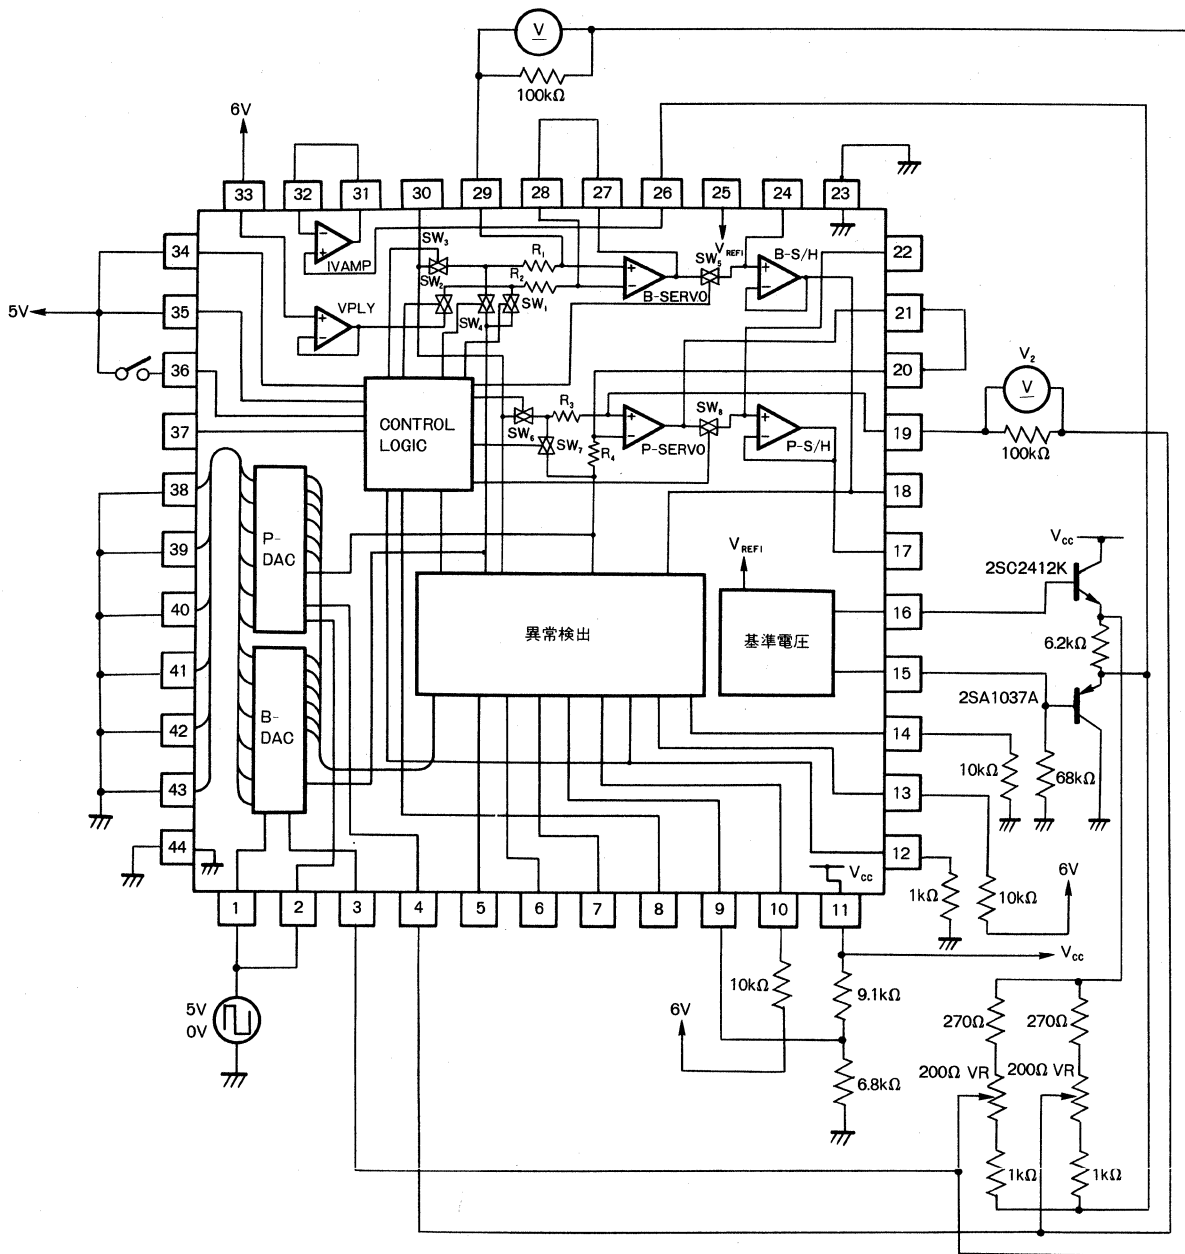 V
100kΩ
6V
33
32
31
30
29
28
27
26
25
24
23
34
35
36
37
38
39
40
41
42
43
44
5V
IVAMP
VPLY
SW₃
SW₂
SW₄
SW₁
R₁
R₂
B-SERVO
V_REF1
SW₅
B-S/H
22
21
20
19
18
17
16
15
14
13
12
V₂
V
100kΩ
CONTROL
LOGIC
SW₆
SW₇
R₃
R₄
P-SERVO
SW₈
P-S/H
P-
DAC
B-
DAC
異常検出
V_REF1
基準電圧
V_CC
2SC2412K
6.2kΩ
2SA1037A
10kΩ
68kΩ
V_CC
1kΩ
10kΩ
6V
1
2
3
4
5
6
7
8
9
10
11
V_CC
5V
0V
6V
10kΩ
9.1kΩ
6.8kΩ
270Ω
270Ω
200Ω VR
200Ω VR
1kΩ
1kΩ